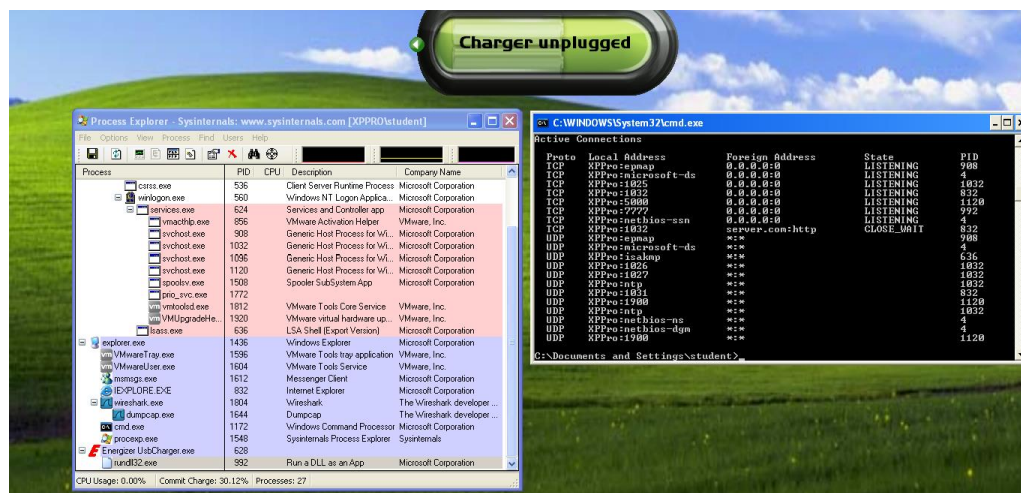 Charger unplugged
Process Explorer - Sysinternals: www.sysinternals.com [XPPRO\student]
File Options View Process Find Users Help
Process PID CPU Description Company Name
csrss.exe 536 Client Server Runtime Process Microsoft Corporation
winlogon.exe 560 Windows NT Logon Applica... Microsoft Corporation
services.exe 624 Services and Controller app Microsoft Corporation
vmacthlp.exe 856 VMware Activation Helper VMware, Inc.
svchost.exe 908 Generic Host Process for Wi... Microsoft Corporation
svchost.exe 1032 Generic Host Process for Wi... Microsoft Corporation
svchost.exe 1096 Generic Host Process for Wi... Microsoft Corporation
svchost.exe 1120 Generic Host Process for Wi... Microsoft Corporation
spoolsv.exe 1508 Spooler SubSystem App Microsoft Corporation
prio_svc.exe 1772
vmtoolsd.exe 1812 VMware Tools Core Service VMware, Inc.
VMUpgradeHe... 1920 VMware virtual hardware up... VMware, Inc.
lsass.exe 636 LSA Shell (Export Version) Microsoft Corporation
explorer.exe 1436 Windows Explorer Microsoft Corporation
VMwareTray.exe 1596 VMware Tools tray application VMware, Inc.
VMwareUser.exe 1604 VMware Tools Service VMware, Inc.
msmsgs.exe 1612 Messenger Client Microsoft Corporation
IEXPLORE.EXE 832 Internet Explorer Microsoft Corporation
wireshark.exe 1804 Wireshark The Wireshark developer ...
dumpcap.exe 1644 Dumpcap The Wireshark developer ...
cmd.exe 1172 Windows Command Processor Microsoft Corporation
procexp.exe 1548 Sysinternals Process Explorer Sysinternals
Energizer UsbCharger.exe 628
rundll32.exe 992 Run a DLL as an App Microsoft Corporation
CPU Usage: 0.00% Commit Charge: 30.12% Processes: 27
C:\WINDOWS\System32\cmd.exe
Active Connections
Proto Local Address Foreign Address State PID
TCP XPPro:epmap 0.0.0.0:0 LISTENING 908
TCP XPPro:microsoft-ds 0.0.0.0:0 LISTENING 4
TCP XPPro:1025 0.0.0.0:0 LISTENING 1032
TCP XPPro:1032 0.0.0.0:0 LISTENING 832
TCP XPPro:5000 0.0.0.0:0 LISTENING 1120
TCP XPPro:7777 0.0.0.0:0 LISTENING 992
TCP XPPro:netbios-ssn 0.0.0.0:0 LISTENING 4
TCP XPPro:1032 server.com:http CLOSE_WAIT 832
UDP XPPro:epmap *:* 908
UDP XPPro:microsoft-ds *:* 4
UDP XPPro:isakmp *:* 636
UDP XPPro:1026 *:* 1032
UDP XPPro:1027 *:* 1032
UDP XPPro:ntp *:* 1032
UDP XPPro:1031 *:* 832
UDP XPPro:1900 *:* 1120
UDP XPPro:ntp *:* 1032
UDP XPPro:netbios-ns *:* 4
UDP XPPro:netbios-dgm *:* 4
UDP XPPro:1900 *:* 1120
C:\Documents and Settings\student>_